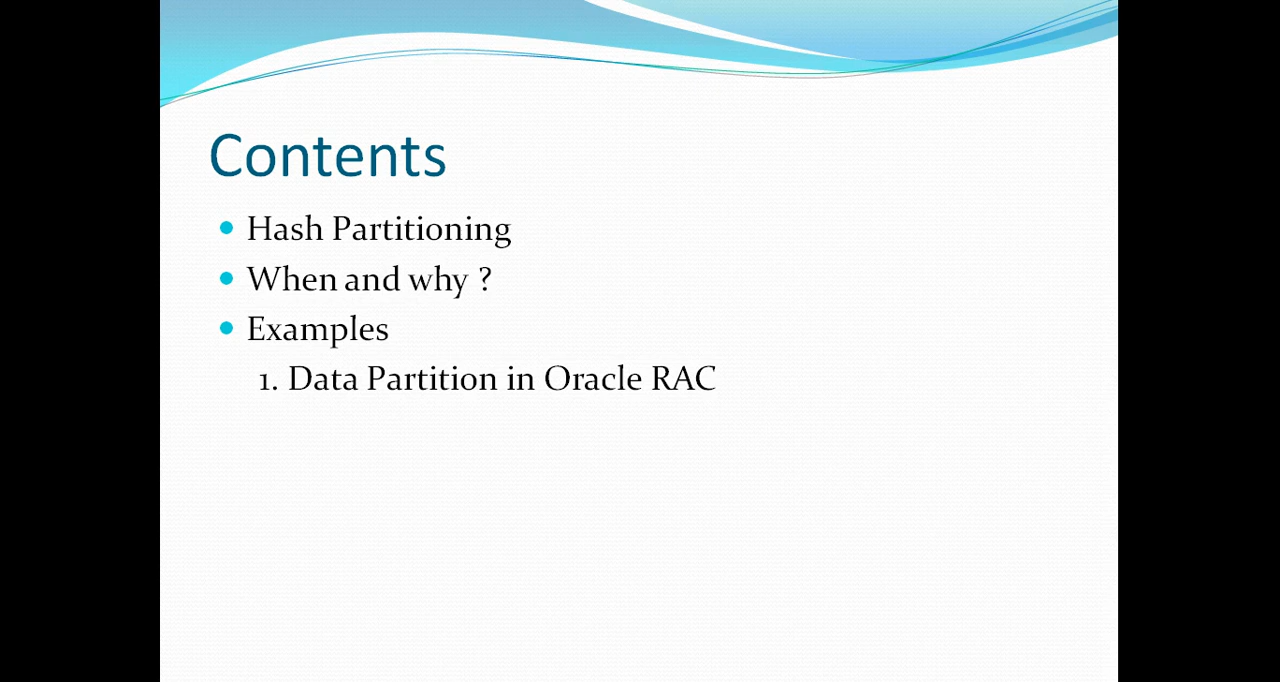 Contents
Hash Partitioning
When and why ?
Examples
1. Data Partition in Oracle RAC